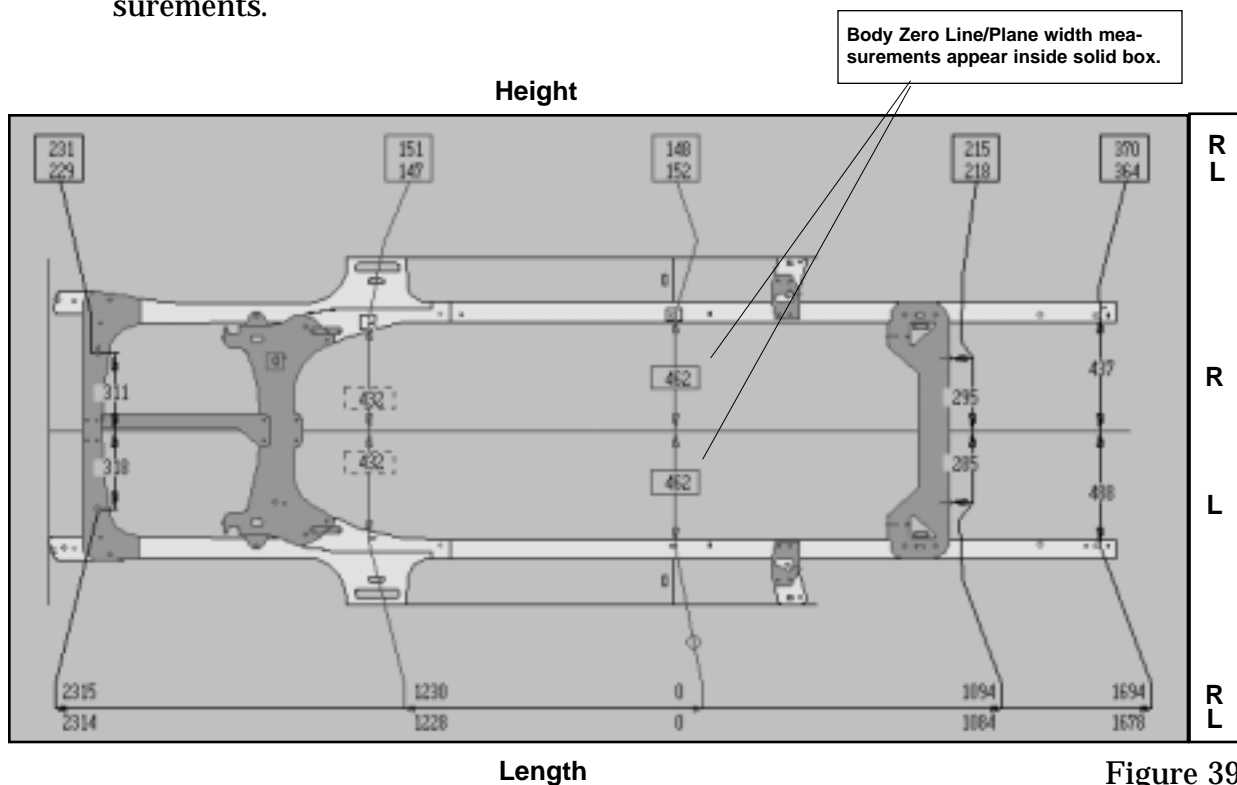 surements.
Body Zero Line/Plane width mea-
surements appear inside solid box.
Height
231 151 148 215 370 R
229 147 152 218 364 L
311 432 462 295 437 R
318 432 462 285 488 L
2315 1230 0 1094 1694 R
2314 1228 0 1084 1678 L
Length
Figure 39